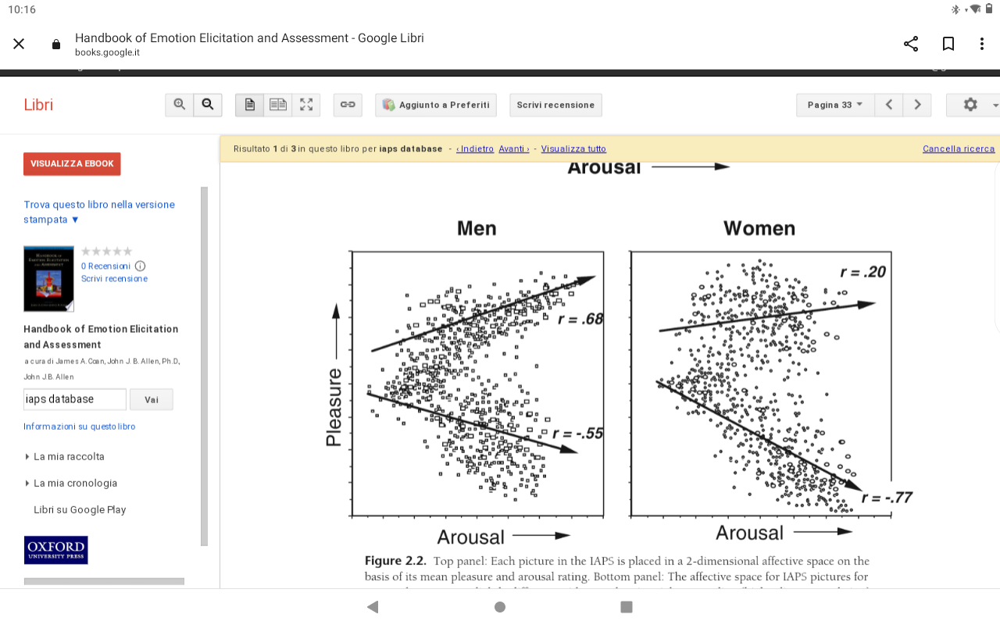 10:16
Handbook of Emotion Elicitation and Assessment - Google Libri
books.google.it
Libri
Aggiunto a Preferiti
Scrivi recensione
Pagina 33
Risultato 1 di 3 in questo libro per iaps database - ‹ Indietro Avanti › - Visualizza tutto
Cancella ricerca
VISUALIZZA EBOOK
Trova questo libro nella versione
stampata ▼
0 Recensioni
Scrivi recensione
Handbook of Emotion Elicitation
and Assessment
a cura di James A. Coan, John J. B. Allen, Ph.D.,
John J.B. Allen
iaps database
Vai
Informazioni su questo libro
La mia raccolta
La mia cronologia
Libri su Google Play
OXFORD
UNIVERSITY PRESS
Arousal
Men
Women
r = .20
r = .68
Pleasure
r = -.55
r = -.77
Arousal
Arousal
Figure 2.2. Top panel: Each picture in the IAPS is placed in a 2-dimensional affective space on the
basis of its mean pleasure and arousal rating. Bottom panel: The affective space for IAPS pictures for